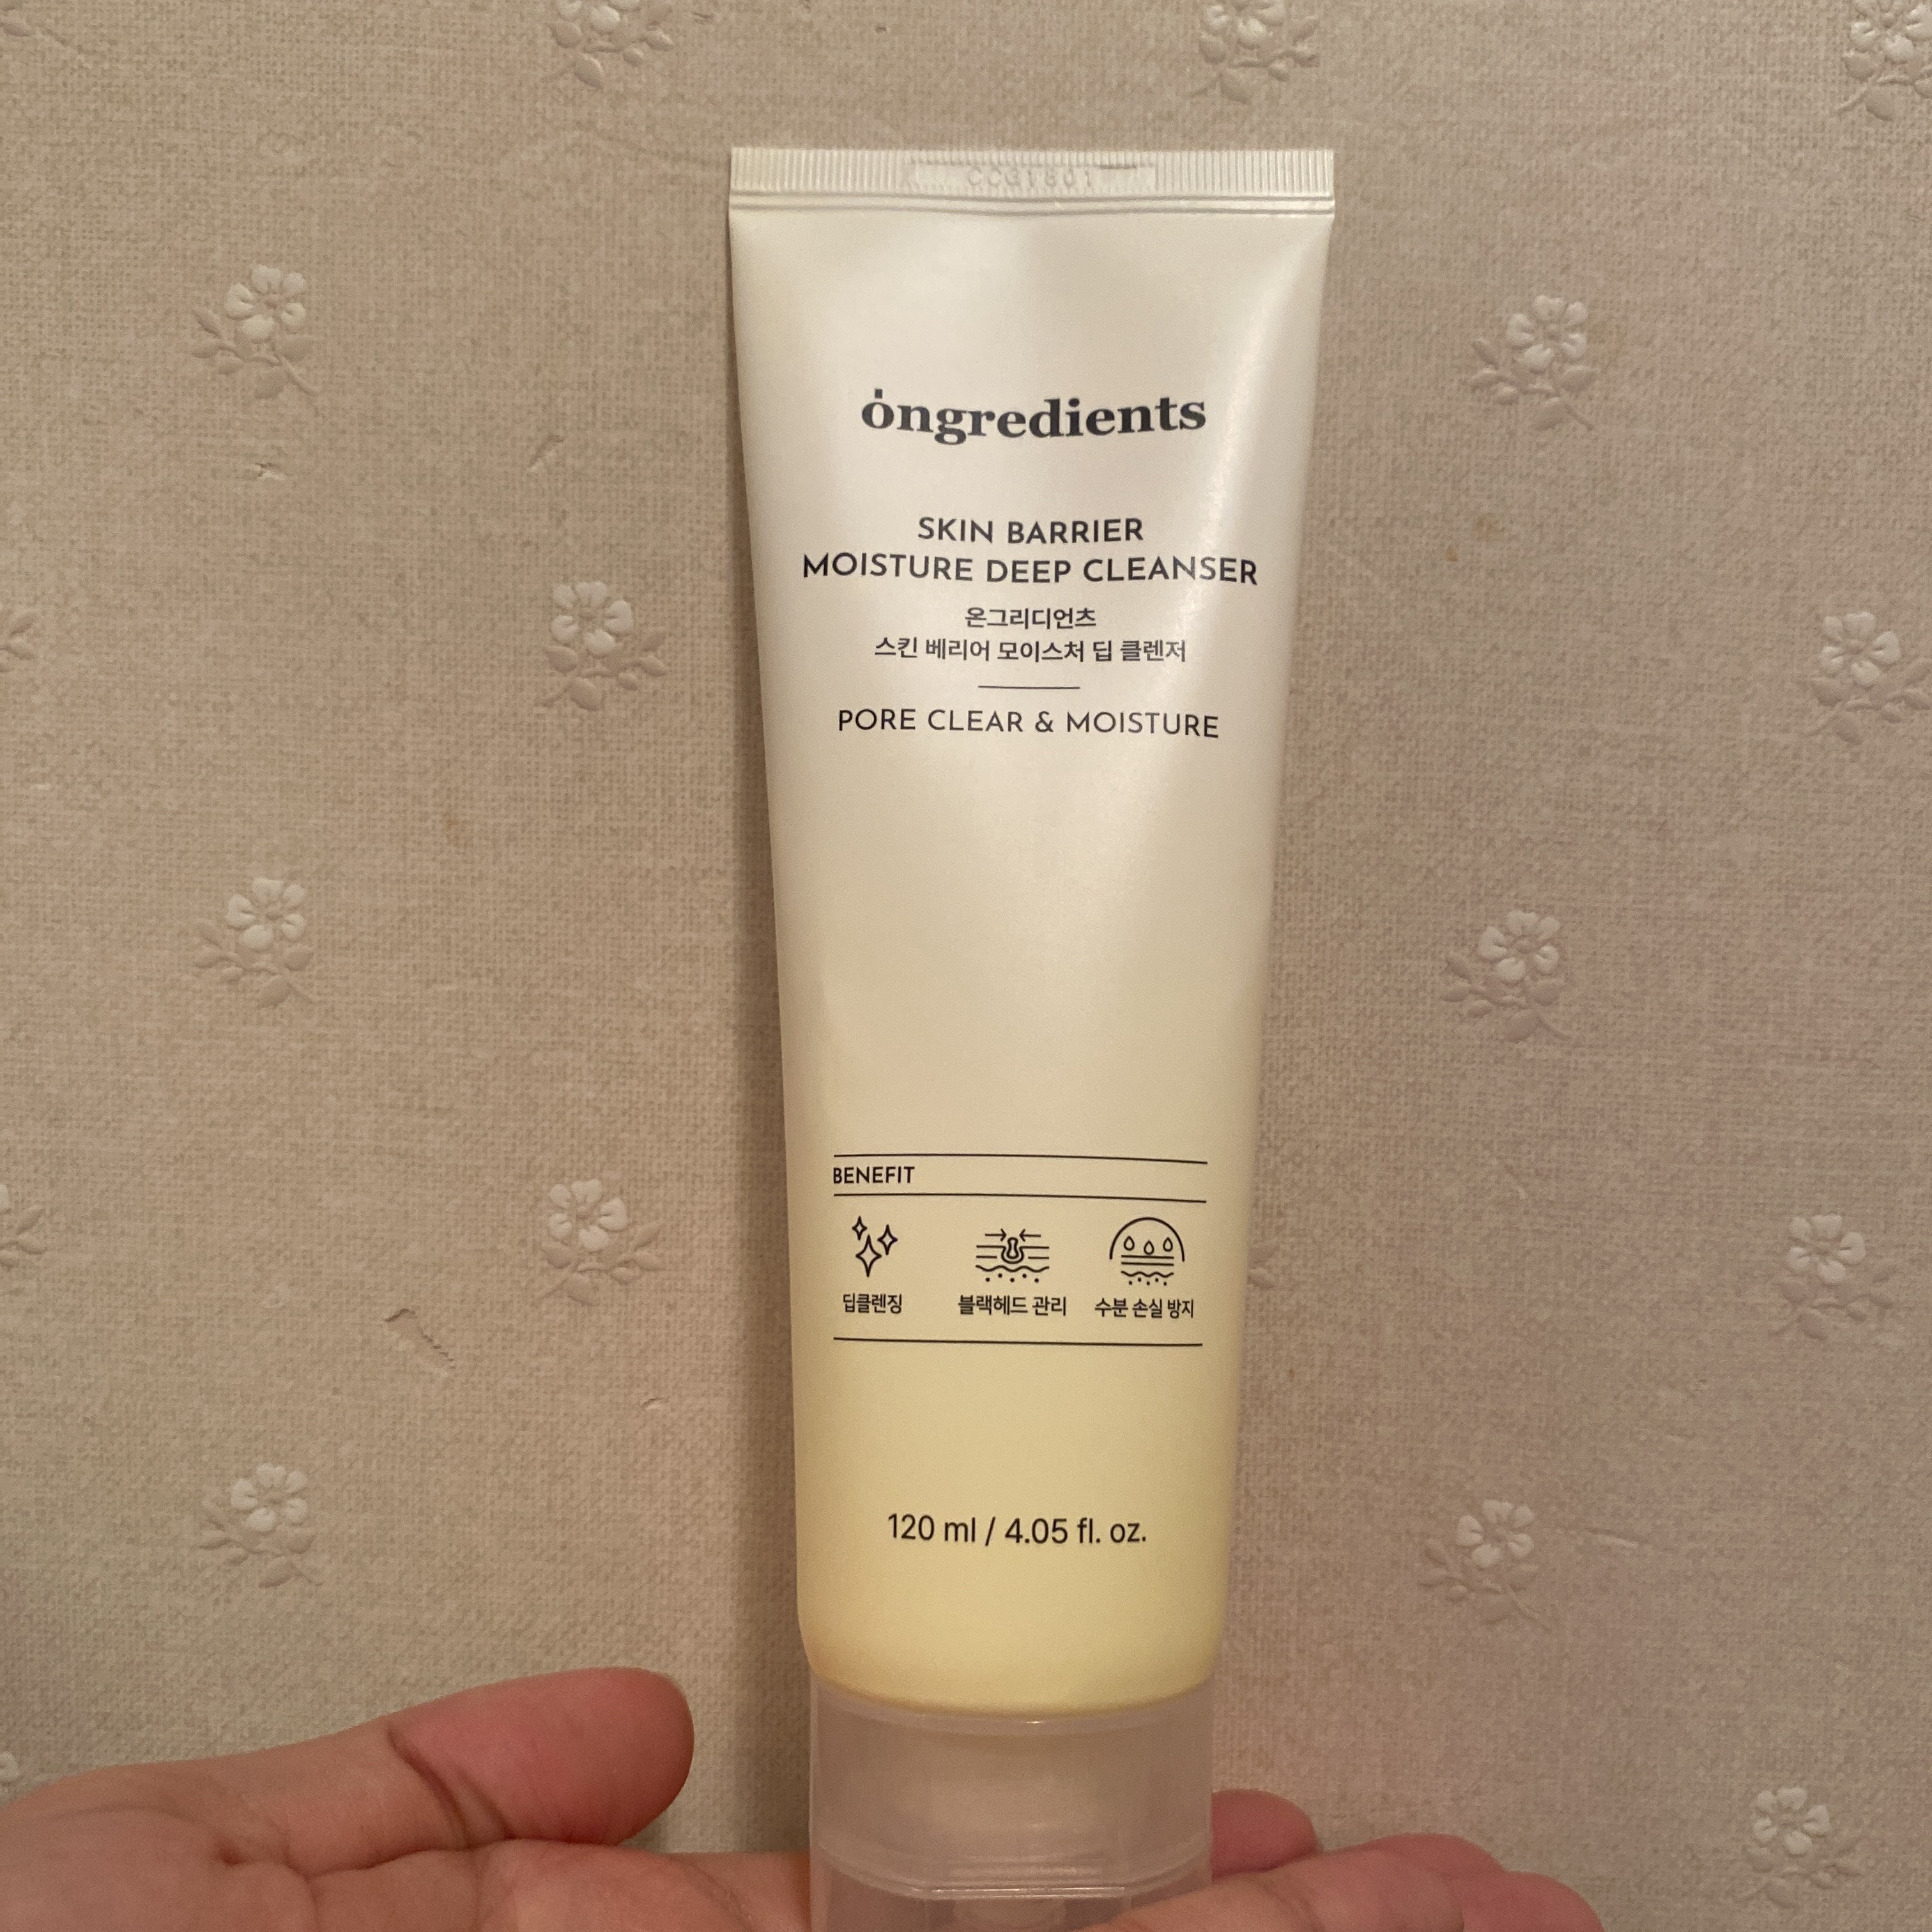 ȯngredients
SKIN BARRIER
MOISTURE DEEP CLEANSER
온그리디언츠
스킨 베리어 모이스처 딥 클렌저
PORE CLEAR & MOISTURE
BENEFIT
딥클렌징 블랙헤드 관리 수분 손실 방지
120 ml / 4.05 fl. oz.